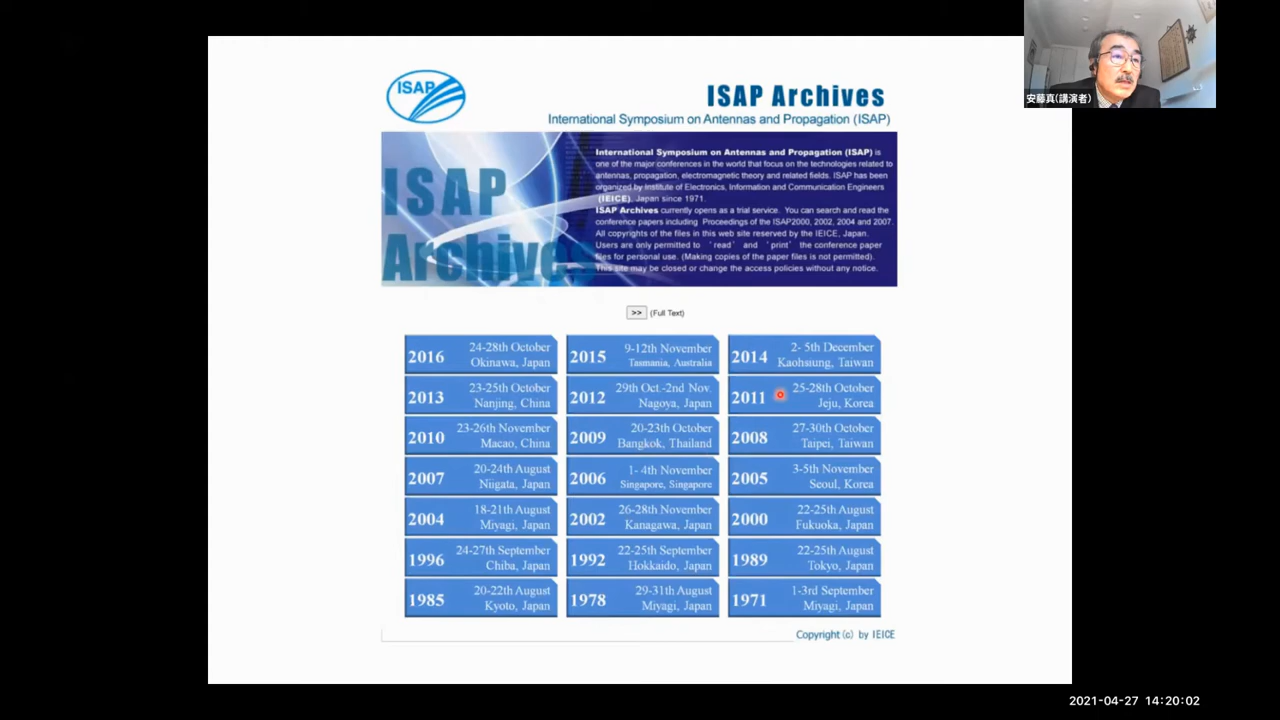 安藤真(講演者)
ISAP
ISAP Archives
International Symposium on Antennas and Propagation (ISAP)
ISAP
Archives
International Symposium on Antennas and Propagation (ISAP) is
one of the major conferences in the world that focus on the technologies related to
antennas, propagation, electromagnetic theory and related fields. ISAP has been
organized by Institute of Electronics, Information and Communication Engineers
(IEICE), Japan since 1971.
ISAP Archives currently opens as a trial service. You can search and read the
conference papers including Proceedings of the ISAP2000, 2002, 2004 and 2007.
All copyrights of the files in this web site reserved by the IEICE, Japan.
Users are only permitted to 'read' and 'print' the conference paper
files for personal use. (Making copies of the paper files is not permitted).
This site may be closed or change the access policies without any notice.
>> (Full Text)
2016 24-28th October Okinawa, Japan
2015 9-12th November Tasmania, Australia
2014 2- 5th December Kaohsiung, Taiwan
2013 23-25th October Nanjing, China
2012 29th Oct.-2nd Nov. Nagoya, Japan
2011 25-28th October Jeju, Korea
2010 23-26th November Macao, China
2009 20-23th October Bangkok, Thailand
2008 27-30th October Taipei, Taiwan
2007 20-24th August Niigata, Japan
2006 1- 4th November Singapore, Singapore
2005 3-5th November Seoul, Korea
2004 18-21th August Miyagi, Japan
2002 26-28th November Kanagawa, Japan
2000 22-25th August Fukuoka, Japan
1996 24-27th September Chiba, Japan
1992 22-25th September Hokkaido, Japan
1989 22-25th August Tokyo, Japan
1985 20-22th August Kyoto, Japan
1978 29-31th August Miyagi, Japan
1971 1-3rd September Miyagi, Japan
Copyright (c) by IEICE
2021-04-27 14:20:02